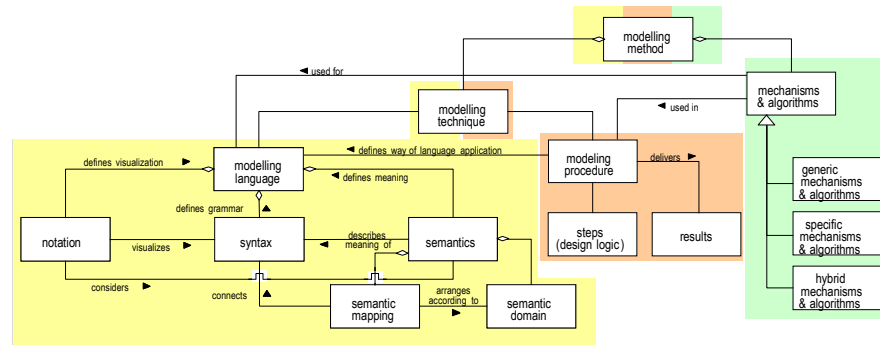 modelling
method
◄ used for
mechanisms
& algorithms
modelling
technique
◄ used in
defines visualization ►
modelling
language
◄ defines way of language application
modeling
procedure
delivers ►
◄ defines meaning
generic
mechanisms
& algorithms
defines grammar ▲
notation
visualizes ►
syntax
◄ describes
meaning of
semantics
steps
(design logic)
results
specific
mechanisms
& algorithms
considers ►
connects ▲
semantic
mapping
arranges
according to ►
semantic
domain
hybrid
mechanisms
& algorithms